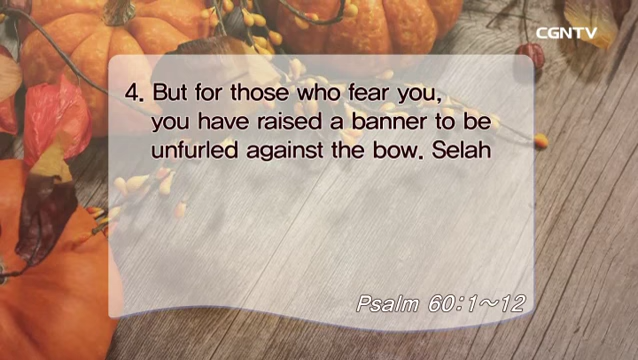 CGNTV
4. But for those who fear you,
you have raised a banner to be
unfurled against the bow. Selah
Psalm 60:1~12